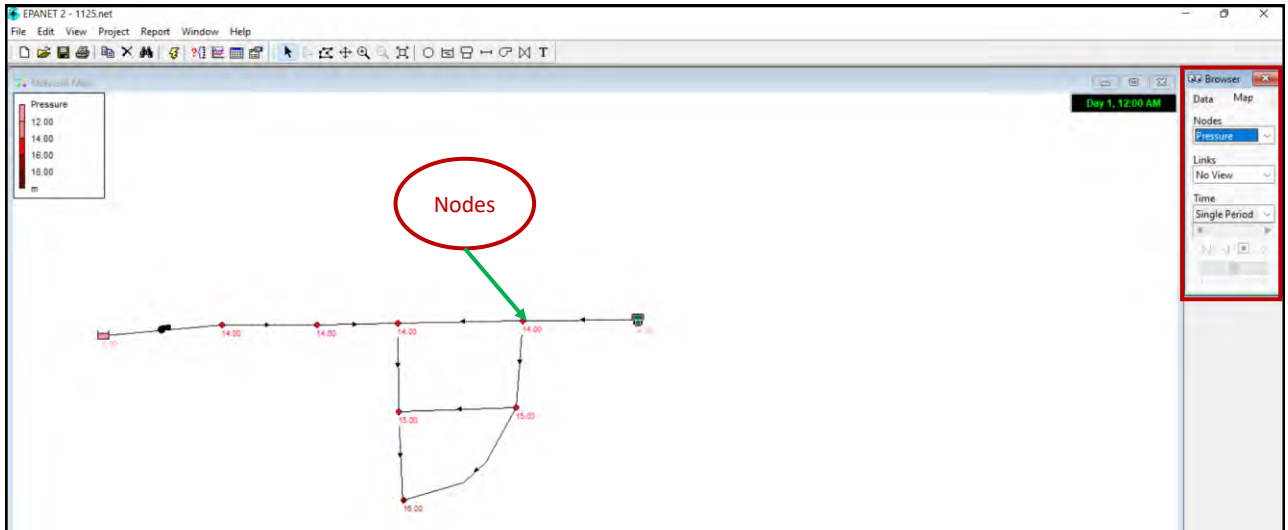 EPANET 2 - 1125.net
File Edit View Project Report Window Help
T
Browser
Day 1, 12:00 AM
Data Map
Pressure
12.00
14.00
16.00
18.00
m
Nodes
Pressure
Links
No View
Time
Single Period
Nodes
14.00
14.00
14.00
14.00
15.00
15.00
16.00